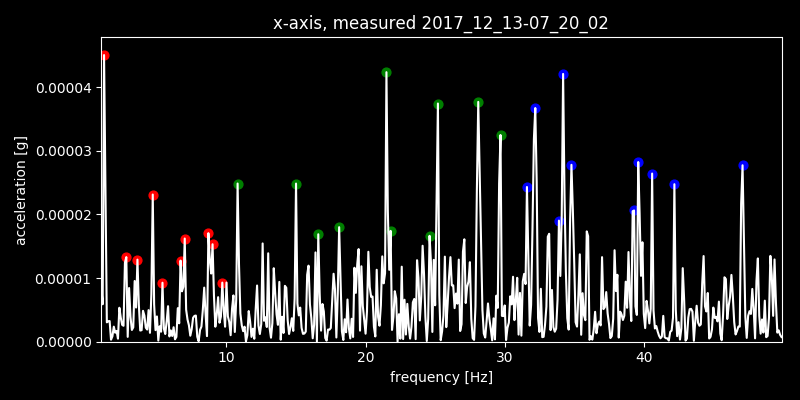 x-axis, measured 2017_12_13-07_20_02
acceleration [g]
0.00004
0.00003
0.00002
0.00001
0.00000
10 20 30 40
frequency [Hz]